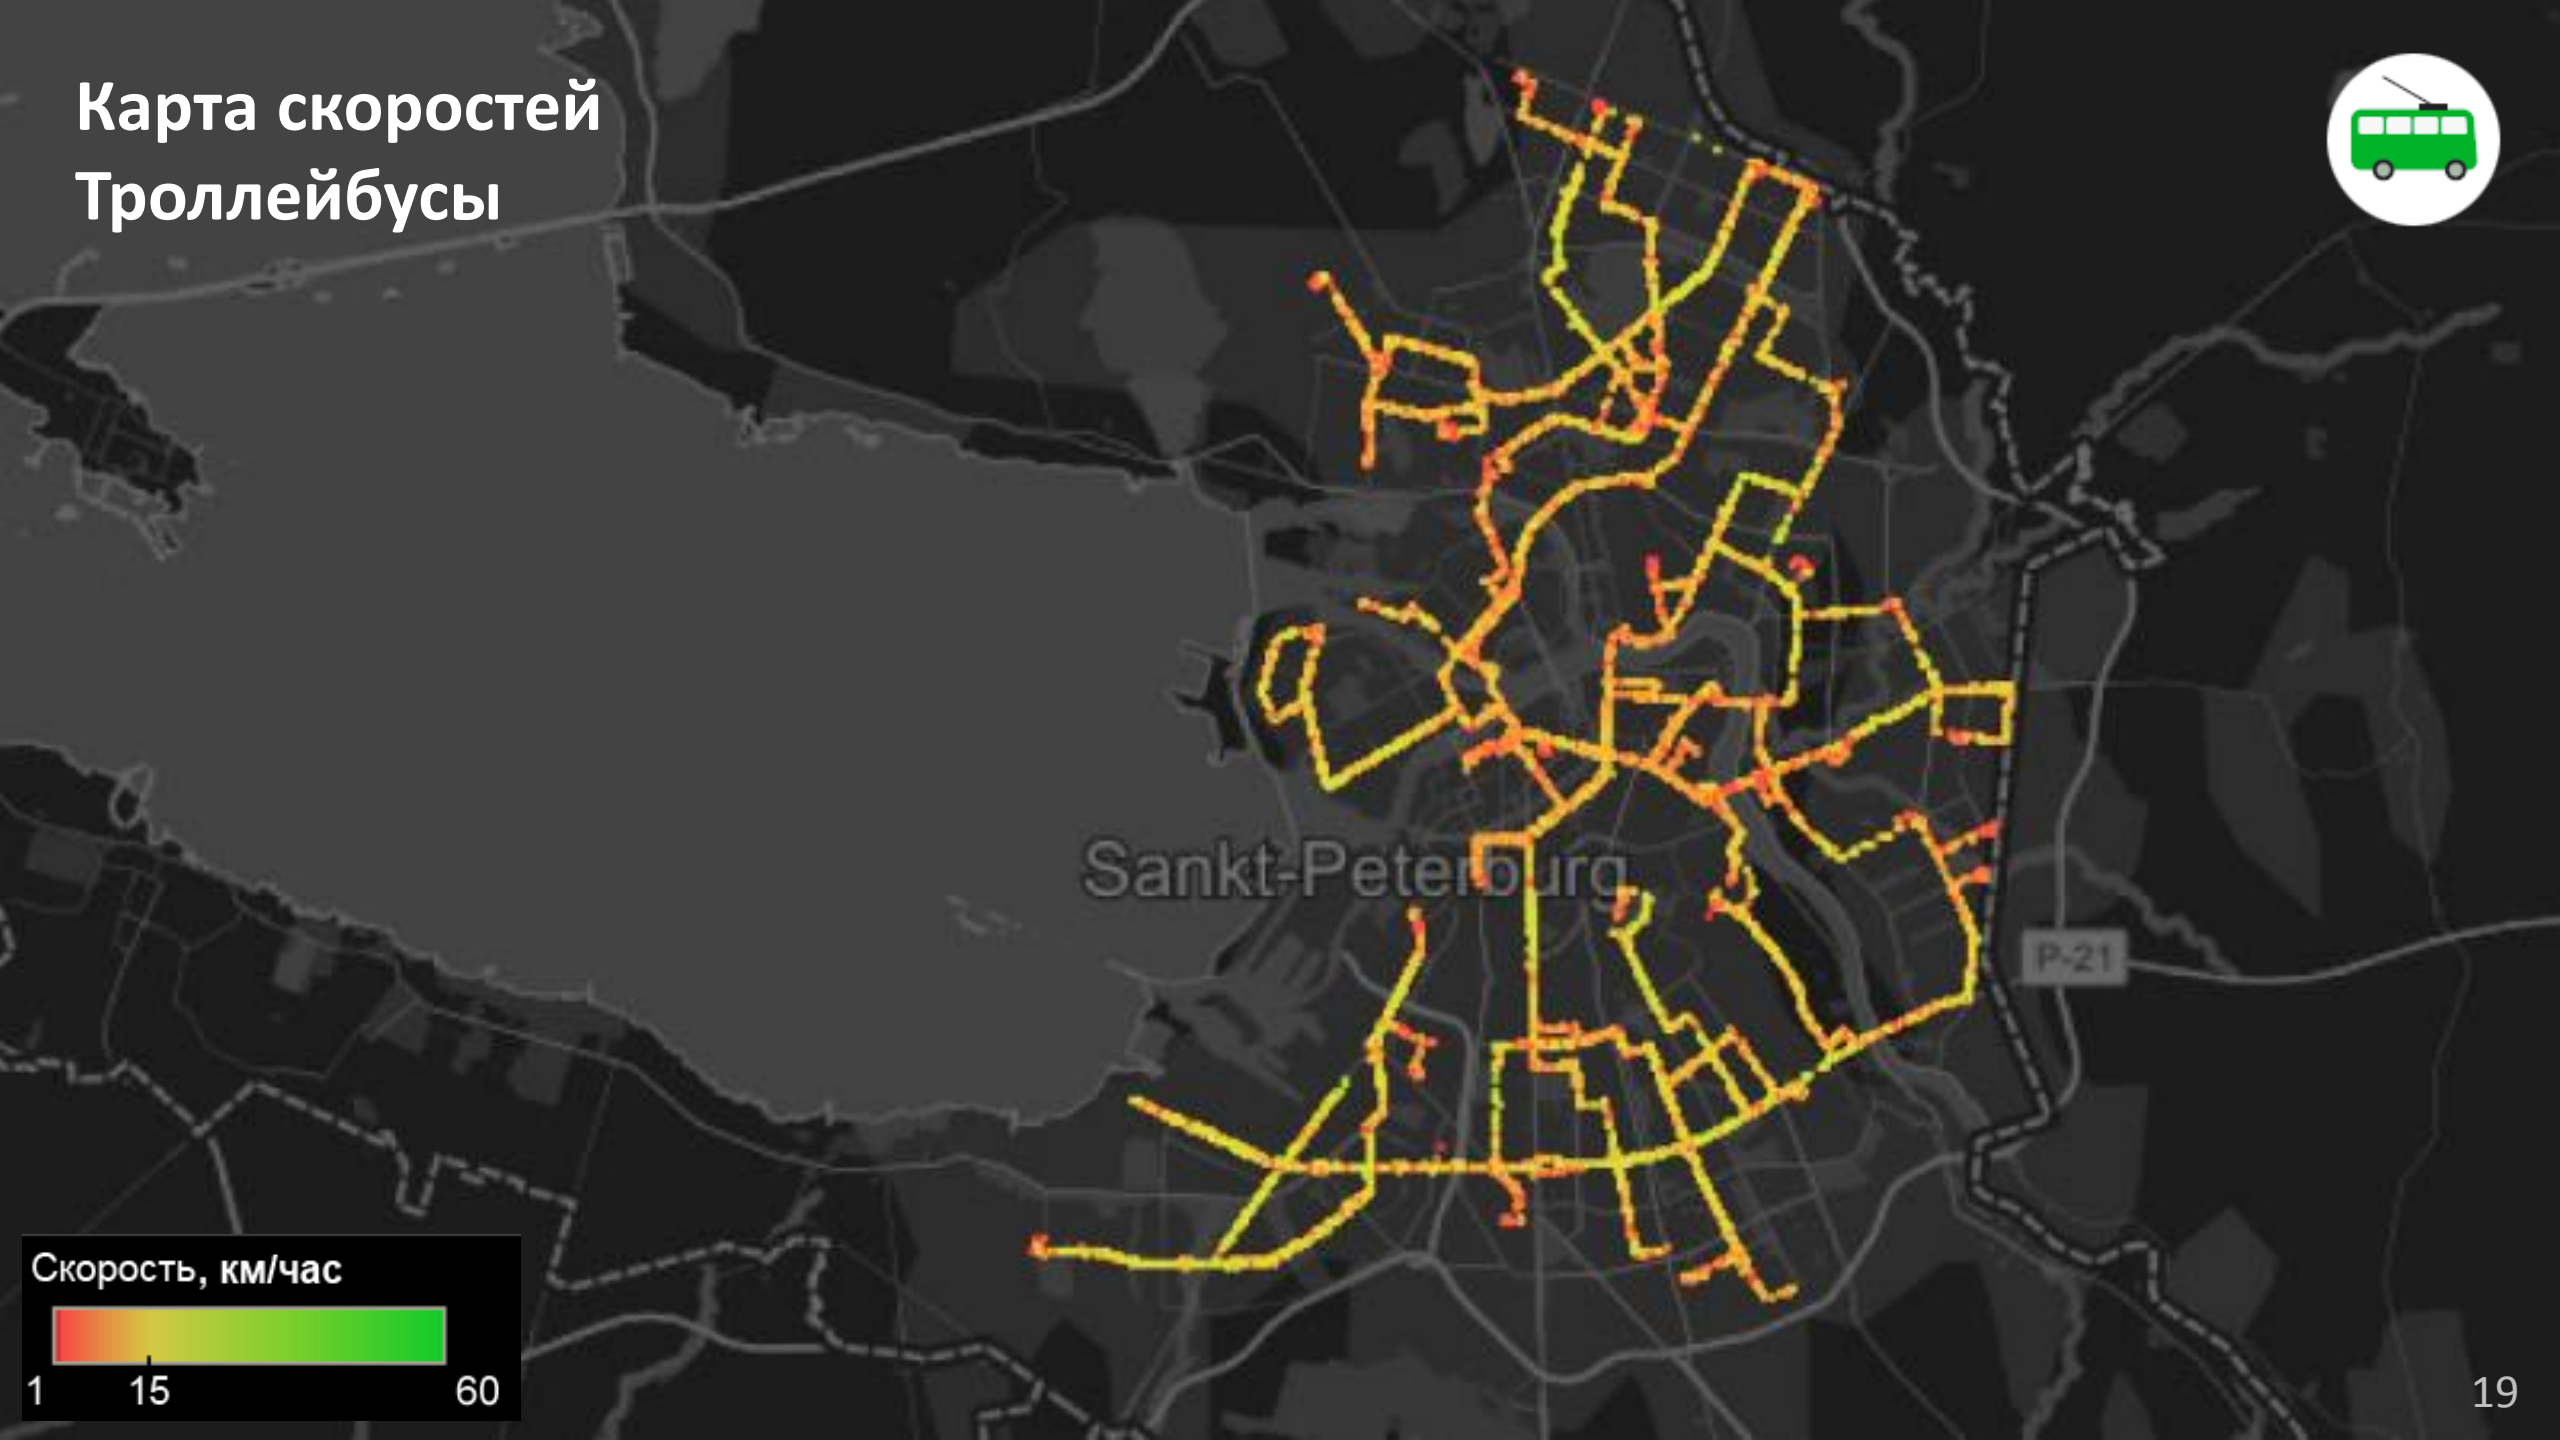 Карта скоростей
Троллейбусы
Sankt-Peterburg
P-21
Скорость, км/час
1 15 60
19